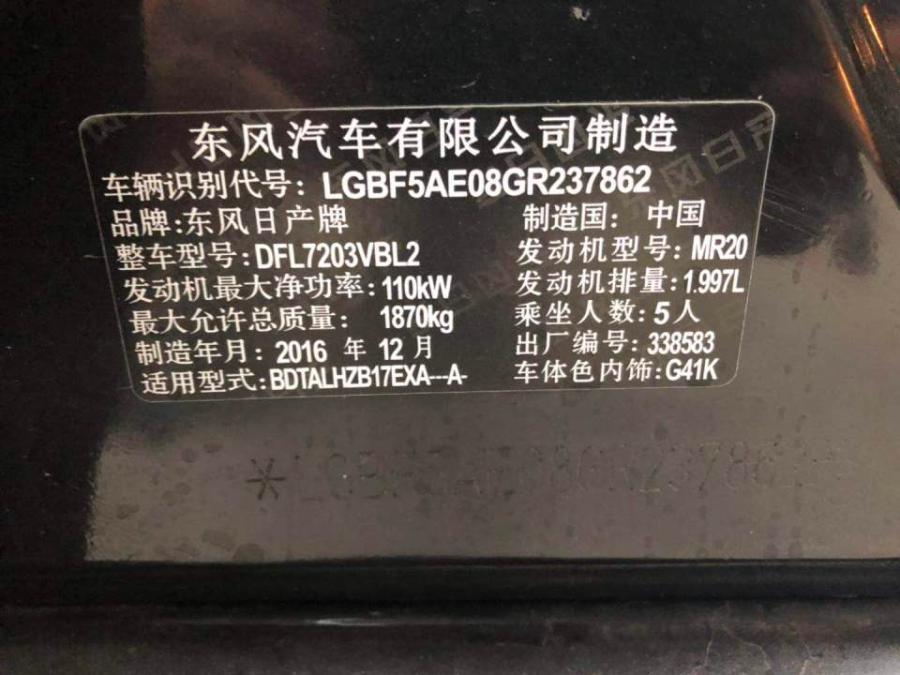 东风汽车有限公司制造
车辆识别代号: LGBF5AE08GR237862
品牌:东风日产牌 制造国: 中国
整车型号:DFL7203VBL2 发动机型号:MR20
发动机最大净功率:110kW 发动机排量:1.997L
最大允许总质量: 1870kg 乘坐人数:5人
制造年月: 2016 年 12 月 出厂编号: 338583
适用型式:BDTALHZB17EXA---A- 车体色内饰:G41K